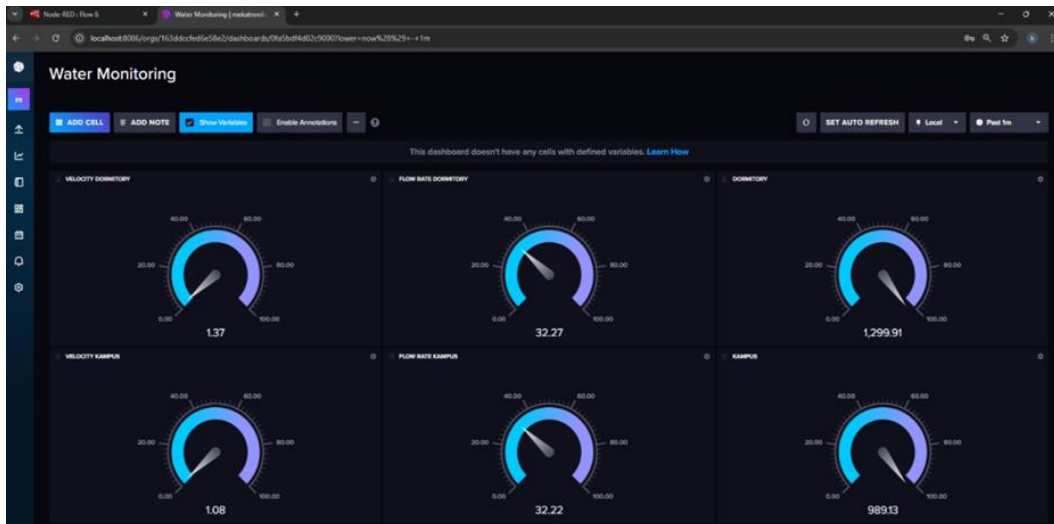 Node-RED : Flow 6
Water Monitoring | mekatronik
localhost:8086/orgs/163ddccfed6e58e2/dashboards/0fa5bdf4d02c9000?lower=now%28%29+-+1m
Water Monitoring
m
ADD CELL
ADD NOTE
Show Variables
Enable Annotations
SET AUTO REFRESH
Local
Past 1m
This dashboard doesn't have any cells with defined variables. Learn How
VELOCITY DORMITORY
FLOW RATE DORMITORY
DORMITORY
40.00 60.00
40.00 60.00
40.00 60.00
20.00 80.00
20.00 80.00
20.00 80.00
0.00 100.00
0.00 100.00
0.00 100.00
1.37
32.27
1,299.91
VELOCITY KAMPUS
FLOW RATE KAMPUS
KAMPUS
40.00 60.00
40.00 60.00
40.00 60.00
20.00 80.00
20.00 80.00
20.00 80.00
0.00 100.00
0.00 100.00
0.00 100.00
1.08
32.22
989.13